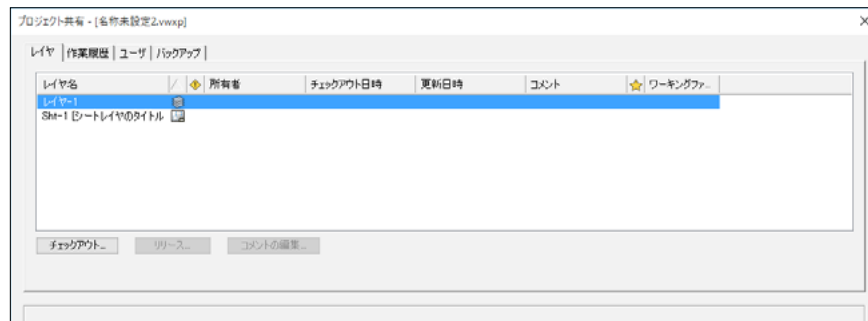 プロジェクト共有 - [名称未設定2.vwxp]
レイヤ 作業履歴 ユーザ バックアップ
レイヤ名 所有者 チェックアウト日時 更新日時 コメント ワーキングファ...
レイヤ-1
Sht-1 [シートレイヤのタイトル
チェックアウト... リリース... コメントの編集...